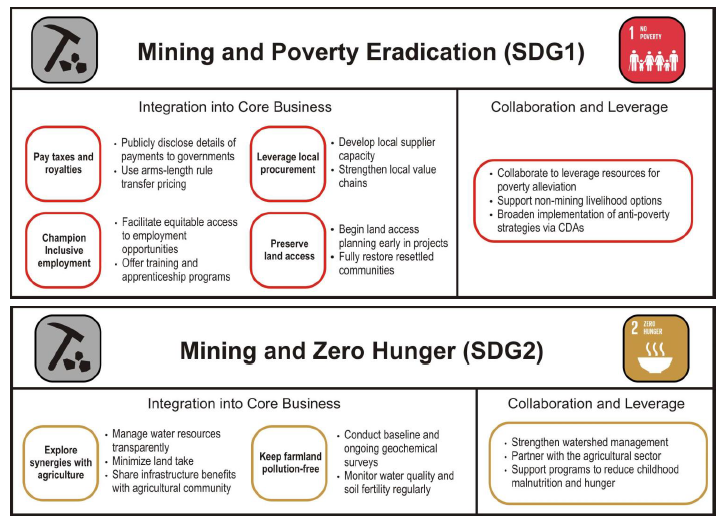 Mining and Poverty Eradication (SDG1)
1 NO
POVERTY
Integration into Core Business
Collaboration and Leverage
Pay taxes and
royalties
• Publicly disclose details of
payments to governments
• Use arms-length rule
transfer pricing
Leverage local
procurement
• Develop local supplier
capacity
• Strengthen local value
chains
Champion
Inclusive
employment
• Facilitate equitable access
to employment
opportunities
• Offer training and
apprenticeship programs
Preserve
land access
• Begin land access
planning early in projects
• Fully restore resettled
communities
• Collaborate to leverage resources for
poverty alleviation
• Support non-mining livelihood options
• Broaden implementation of anti-poverty
strategies via CDAs
Mining and Zero Hunger (SDG2)
2 ZERO
HUNGER
Integration into Core Business
Collaboration and Leverage
Explore
synergies with
agriculture
• Manage water resources
transparently
• Minimize land take
• Share infrastructure benefits
with agricultural community
Keep farmland
pollution-free
• Conduct baseline and
ongoing geochemical
surveys
• Monitor water quality and
soil fertility regularly
• Strengthen watershed management
• Partner with the agricultural sector
• Support programs to reduce childhood
malnutrition and hunger